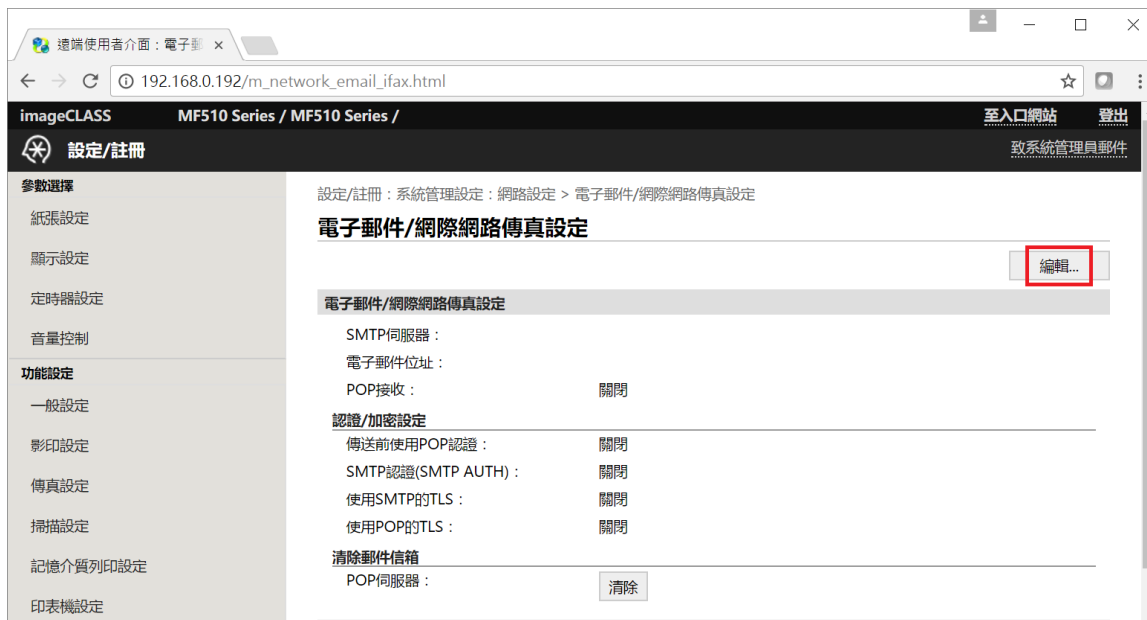 遠端使用者介面：電子郵
192.168.0.192/m_network_email_ifax.html
imageCLASS MF510 Series / MF510 Series / 至入口網站 登出
設定/註冊 致系統管理員郵件
參數選擇
紙張設定
顯示設定
定時器設定
音量控制
功能設定
一般設定
影印設定
傳真設定
掃描設定
記憶介質列印設定
印表機設定
設定/註冊：系統管理設定：網路設定 > 電子郵件/網際網路傳真設定
電子郵件/網際網路傳真設定
編輯...
電子郵件/網際網路傳真設定
SMTP伺服器：
電子郵件位址：
POP接收： 關閉
認證/加密設定
傳送前使用POP認證： 關閉
SMTP認證(SMTP AUTH)： 關閉
使用SMTP的TLS： 關閉
使用POP的TLS： 關閉
清除郵件信箱
POP伺服器： 清除